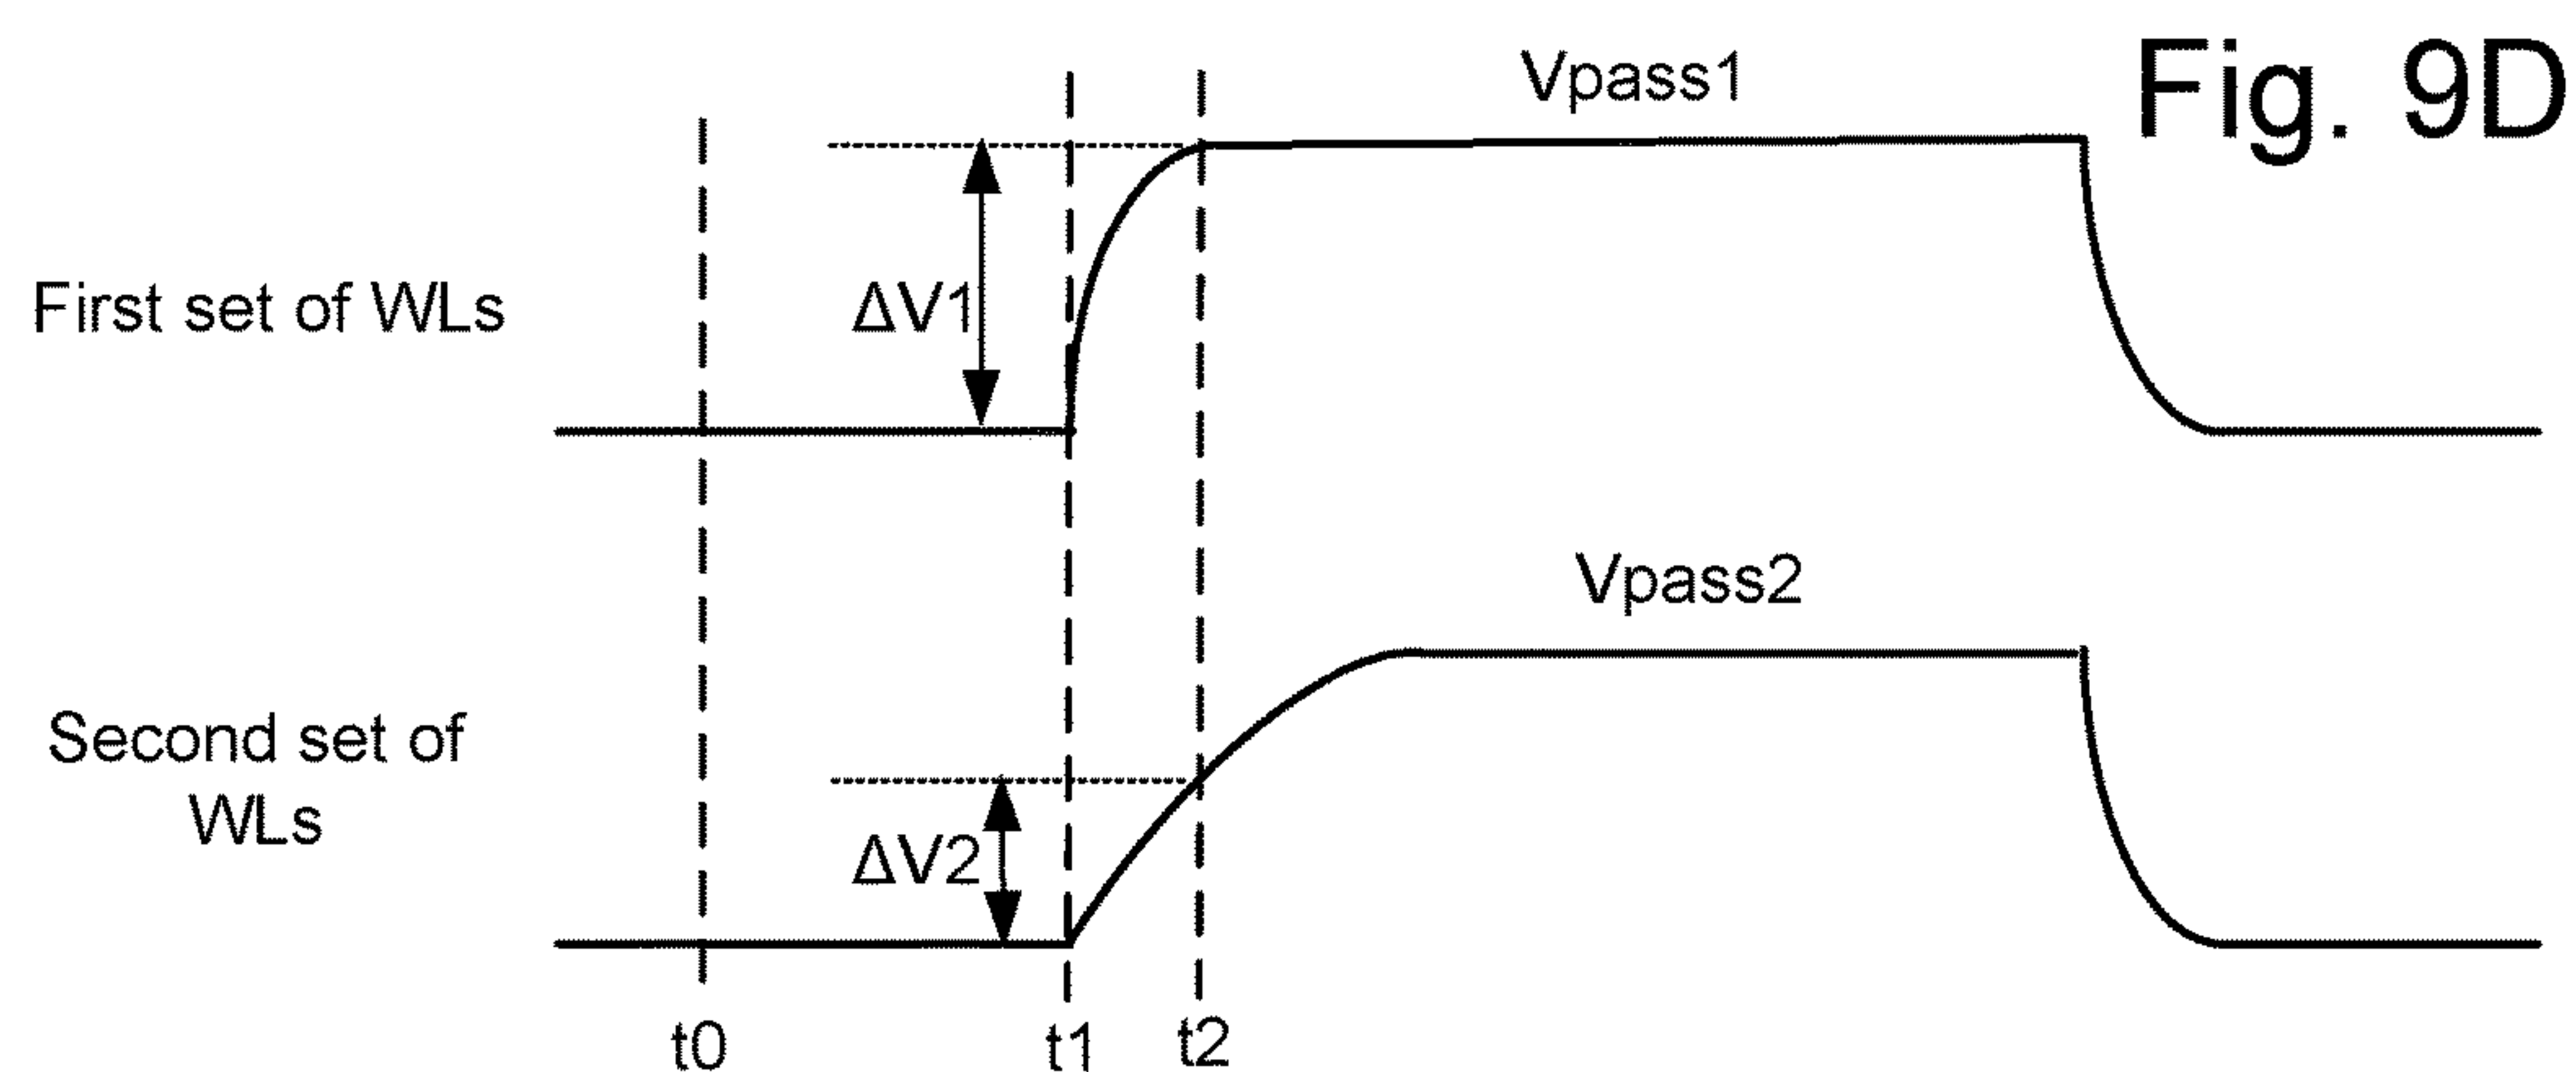 Fig. 9D
Vpass1
First set of WLs
ΔV1
Vpass2
Second set of
WLs
ΔV2
t0
t1
t2